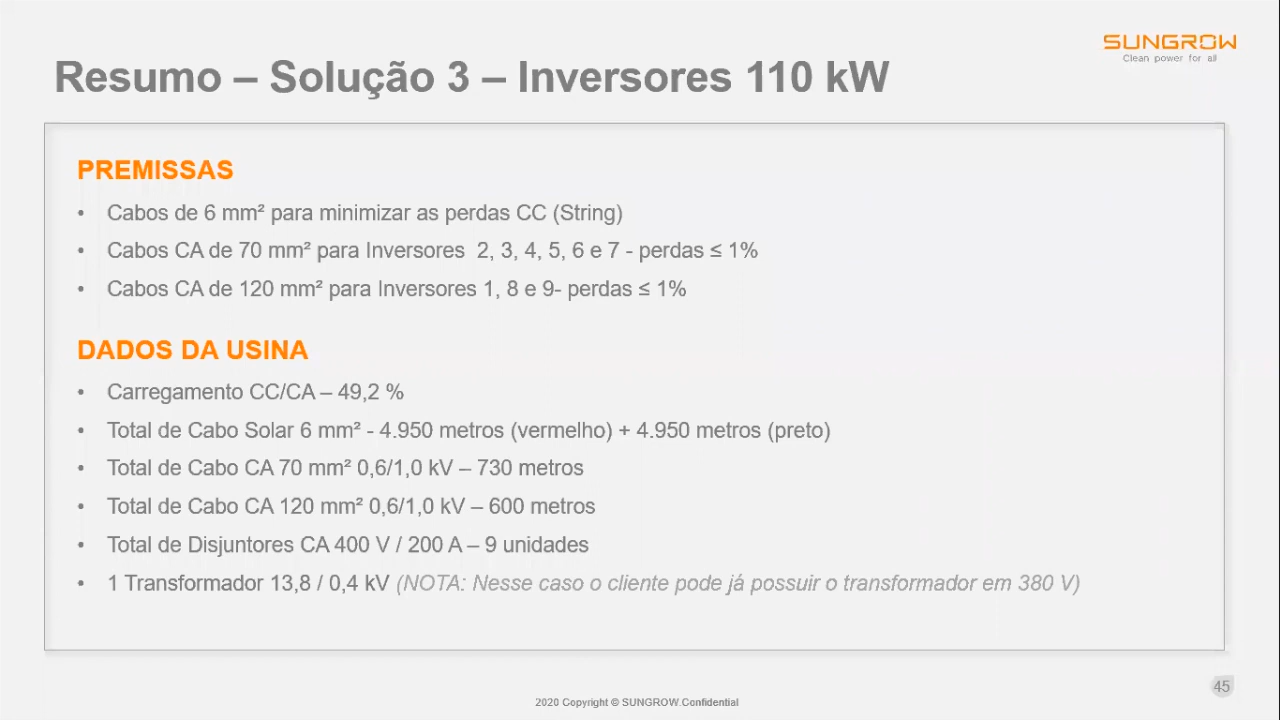 SUNGROW
Clean power for all
Resumo – Solução 3 – Inversores 110 kW
PREMISSAS
• Cabos de 6 mm² para minimizar as perdas CC (String)
• Cabos CA de 70 mm² para Inversores  2, 3, 4, 5, 6 e 7 - perdas ≤ 1%
• Cabos CA de 120 mm² para Inversores 1, 8 e 9- perdas ≤ 1%
DADOS DA USINA
• Carregamento CC/CA – 49,2 %
• Total de Cabo Solar 6 mm² - 4.950 metros (vermelho) + 4.950 metros (preto)
• Total de Cabo CA 70 mm² 0,6/1,0 kV – 730 metros
• Total de Cabo CA 120 mm² 0,6/1,0 kV – 600 metros
• Total de Disjuntores CA 400 V / 200 A – 9 unidades
• 1 Transformador 13,8 / 0,4 kV (NOTA: Nesse caso o cliente pode já possuir o transformador em 380 V)
45
2020 Copyright © SUNGROW Confidential